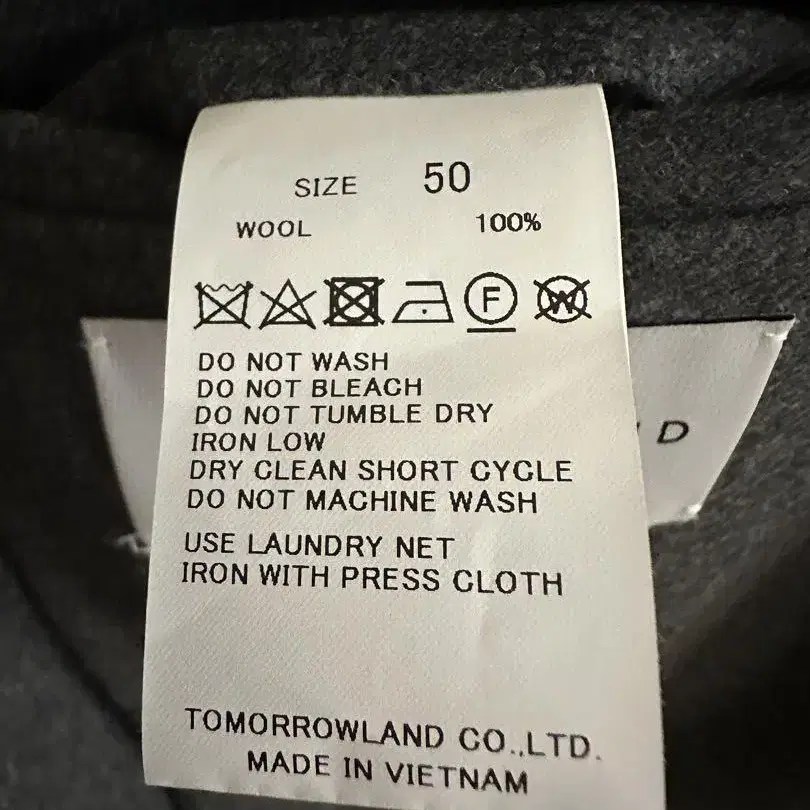 SIZE 50
WOOL 100%
F W
DO NOT WASH
DO NOT BLEACH
DO NOT TUMBLE DRY
IRON LOW
DRY CLEAN SHORT CYCLE
DO NOT MACHINE WASH
USE LAUNDRY NET
IRON WITH PRESS CLOTH
TOMORROWLAND CO.,LTD.
MADE IN VIETNAM
D